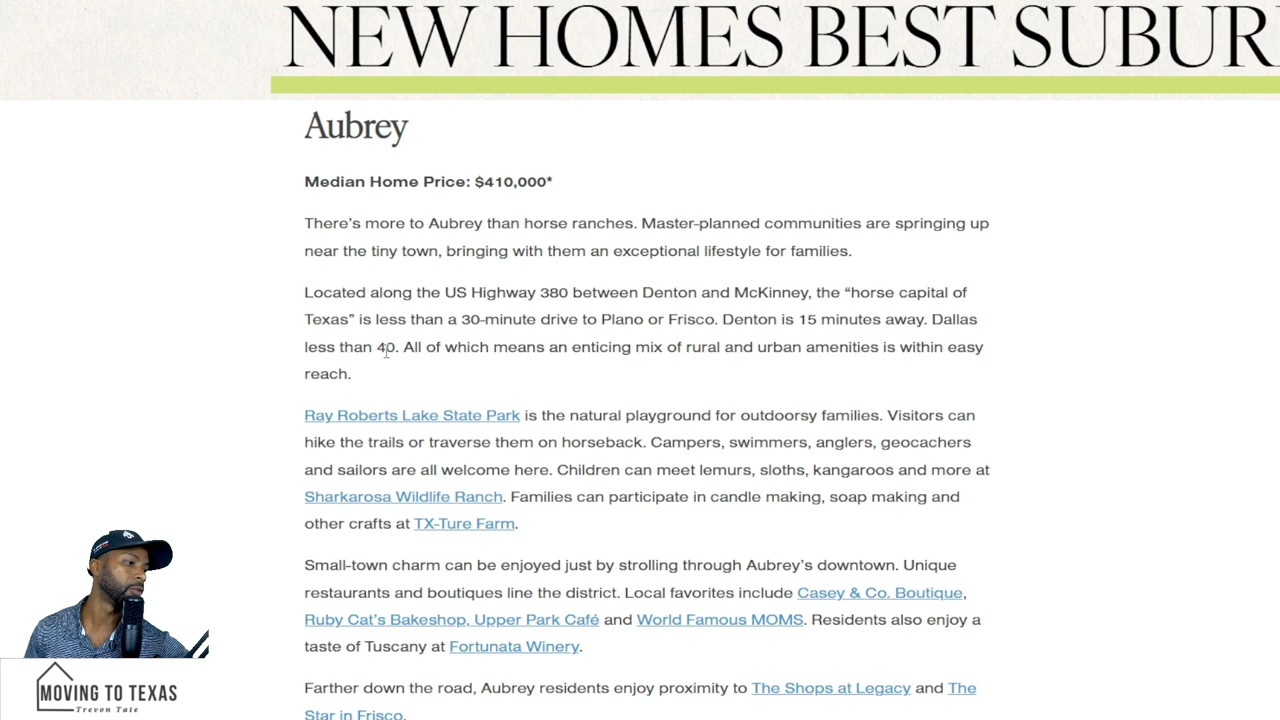 NEW HOMES BEST SUBUR
Aubrey
Median Home Price: $410,000*
There’s more to Aubrey than horse ranches. Master-planned communities are springing up
near the tiny town, bringing with them an exceptional lifestyle for families.
Located along the US Highway 380 between Denton and McKinney, the “horse capital of
Texas” is less than a 30-minute drive to Plano or Frisco. Denton is 15 minutes away. Dallas
less than 40. All of which means an enticing mix of rural and urban amenities is within easy
reach.
Ray Roberts Lake State Park is the natural playground for outdoorsy families. Visitors can
hike the trails or traverse them on horseback. Campers, swimmers, anglers, geocachers
and sailors are all welcome here. Children can meet lemurs, sloths, kangaroos and more at
Sharkarosa Wildlife Ranch. Families can participate in candle making, soap making and
other crafts at TX-Ture Farm.
Small-town charm can be enjoyed just by strolling through Aubrey’s downtown. Unique
restaurants and boutiques line the district. Local favorites include Casey & Co. Boutique,
Ruby Cat’s Bakeshop, Upper Park Café and World Famous MOMS. Residents also enjoy a
taste of Tuscany at Fortunata Winery.
Farther down the road, Aubrey residents enjoy proximity to The Shops at Legacy and The
Star in Frisco.
MOVING TO TEXAS
Trevon Tate